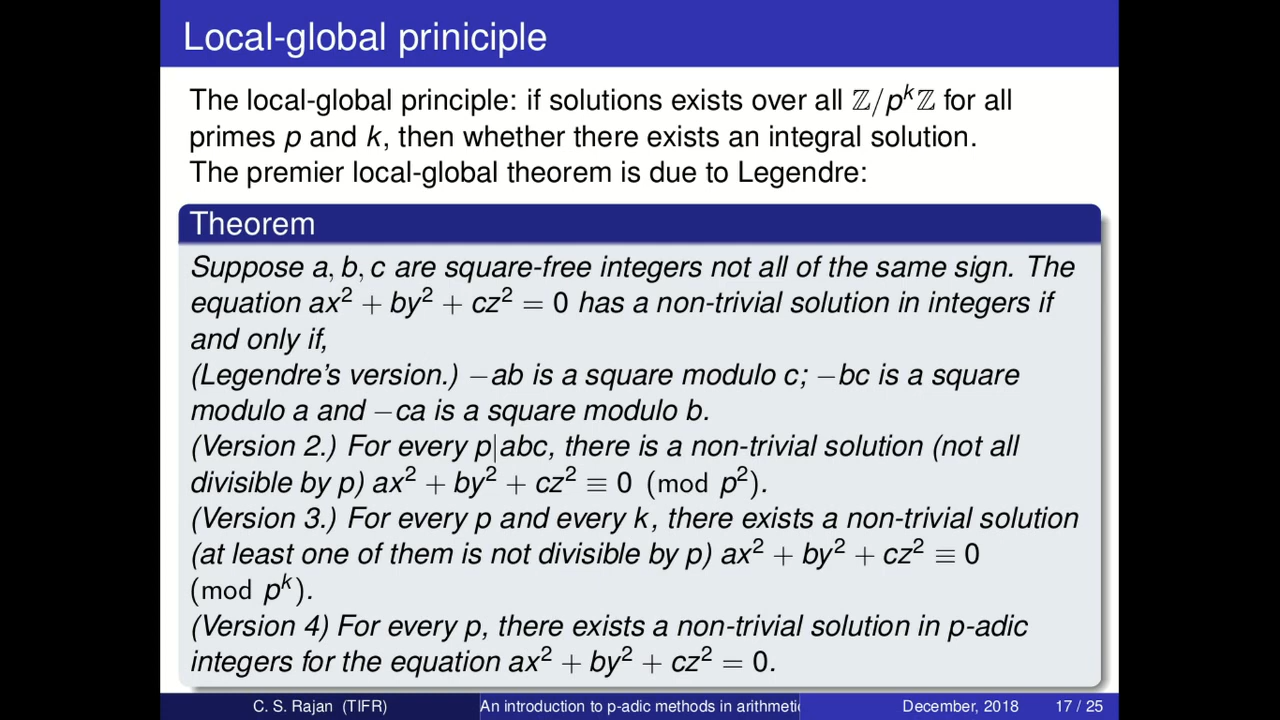 Local-global priniciple
The local-global principle: if solutions exists over all ℤ/pᵏℤ for all
primes p and k, then whether there exists an integral solution.
The premier local-global theorem is due to Legendre:
Theorem
Suppose a, b, c are square-free integers not all of the same sign. The
equation ax² + by² + cz² = 0 has a non-trivial solution in integers if
and only if,
(Legendre's version.) −ab is a square modulo c; −bc is a square
modulo a and −ca is a square modulo b.
(Version 2.) For every p|abc, there is a non-trivial solution (not all
divisible by p) ax² + by² + cz² ≡ 0 (mod p²).
(Version 3.) For every p and every k, there exists a non-trivial solution
(at least one of them is not divisible by p) ax² + by² + cz² ≡ 0
(mod pᵏ).
(Version 4) For every p, there exists a non-trivial solution in p-adic
integers for the equation ax² + by² + cz² = 0.
C. S. Rajan (TIFR) An introduction to p-adic methods in arithmetic December, 2018 17 / 25